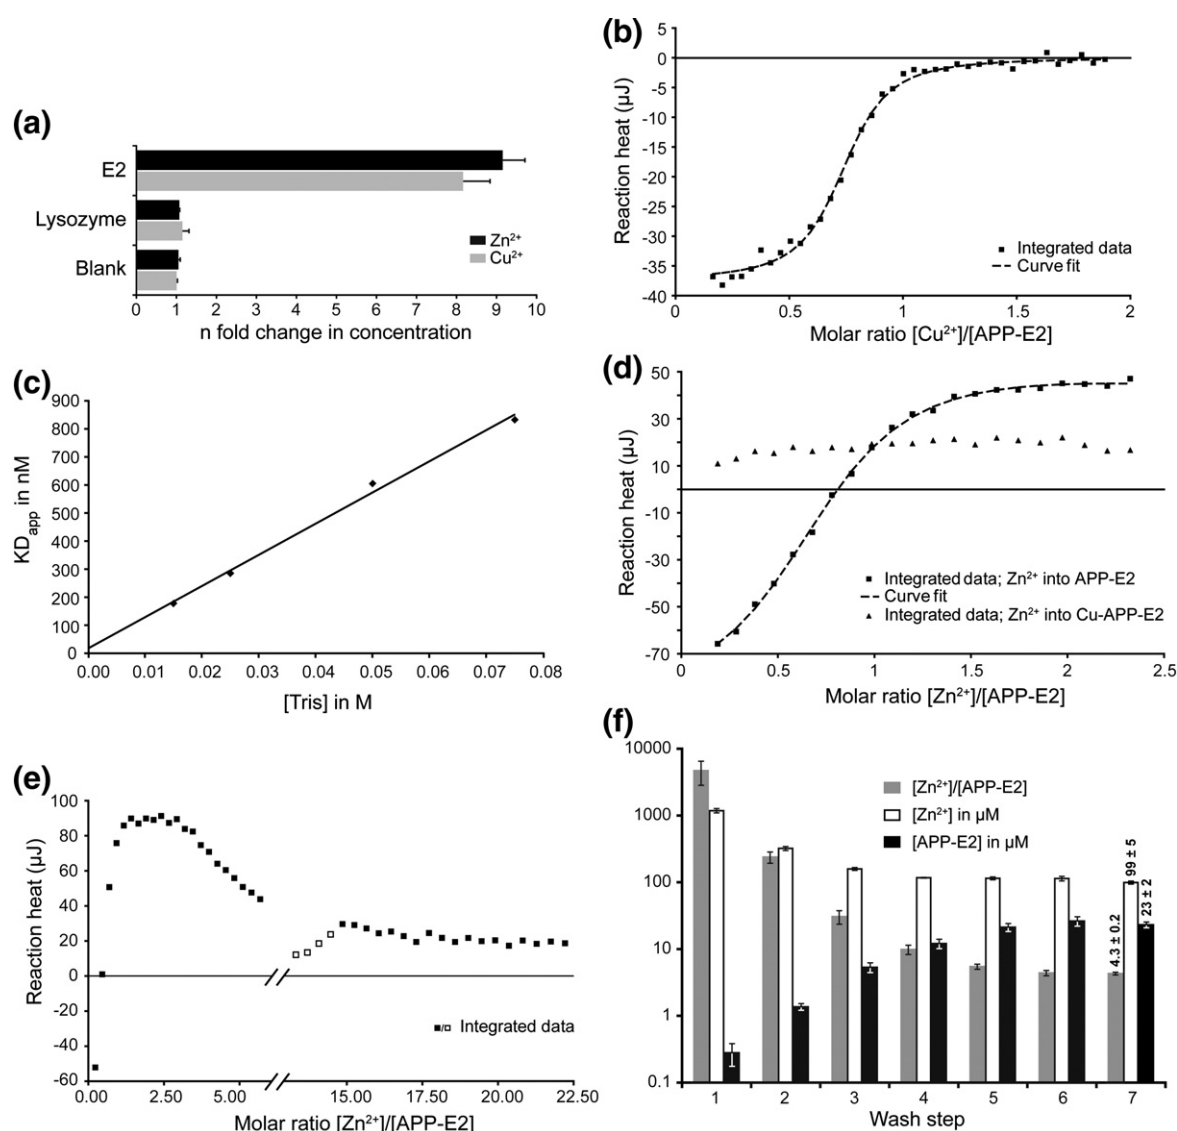 (a)
E2
Lysozyme
Blank
Zn²⁺
Cu²⁺
0 1 2 3 4 5 6 7 8 9 10
n fold change in concentration
(b)
5
0
-5
-10
-15
-20
-25
-30
-35
-40
Reaction heat (µJ)
Integrated data
Curve fit
0 0.5 1 1.5 2
Molar ratio [Cu²⁺]/[APP-E2]
(c)
900
800
700
600
500
400
300
200
100
0
KD_app in nM
0.00 0.01 0.02 0.03 0.04 0.05 0.06 0.07 0.08
[Tris] in M
(d)
50
30
10
-10
-30
-50
-70
Reaction heat (µJ)
Integrated data; Zn²⁺ into APP-E2
Curve fit
Integrated data; Zn²⁺ into Cu-APP-E2
0 0.5 1 1.5 2 2.5
Molar ratio [Zn²⁺]/[APP-E2]
(e)
100
80
60
40
20
0
-20
-40
-60
Reaction heat (µJ)
Integrated data
0.00 2.50 5.00 15.00 17.50 20.00 22.50
Molar ratio [Zn²⁺]/[APP-E2]
(f)
10000
1000
100
10
1
0.1
[Zn²⁺]/[APP-E2]
[Zn²⁺] in µM
[APP-E2] in µM
4.3 ± 0.2
99 ± 5
23 ± 2
1 2 3 4 5 6 7
Wash step